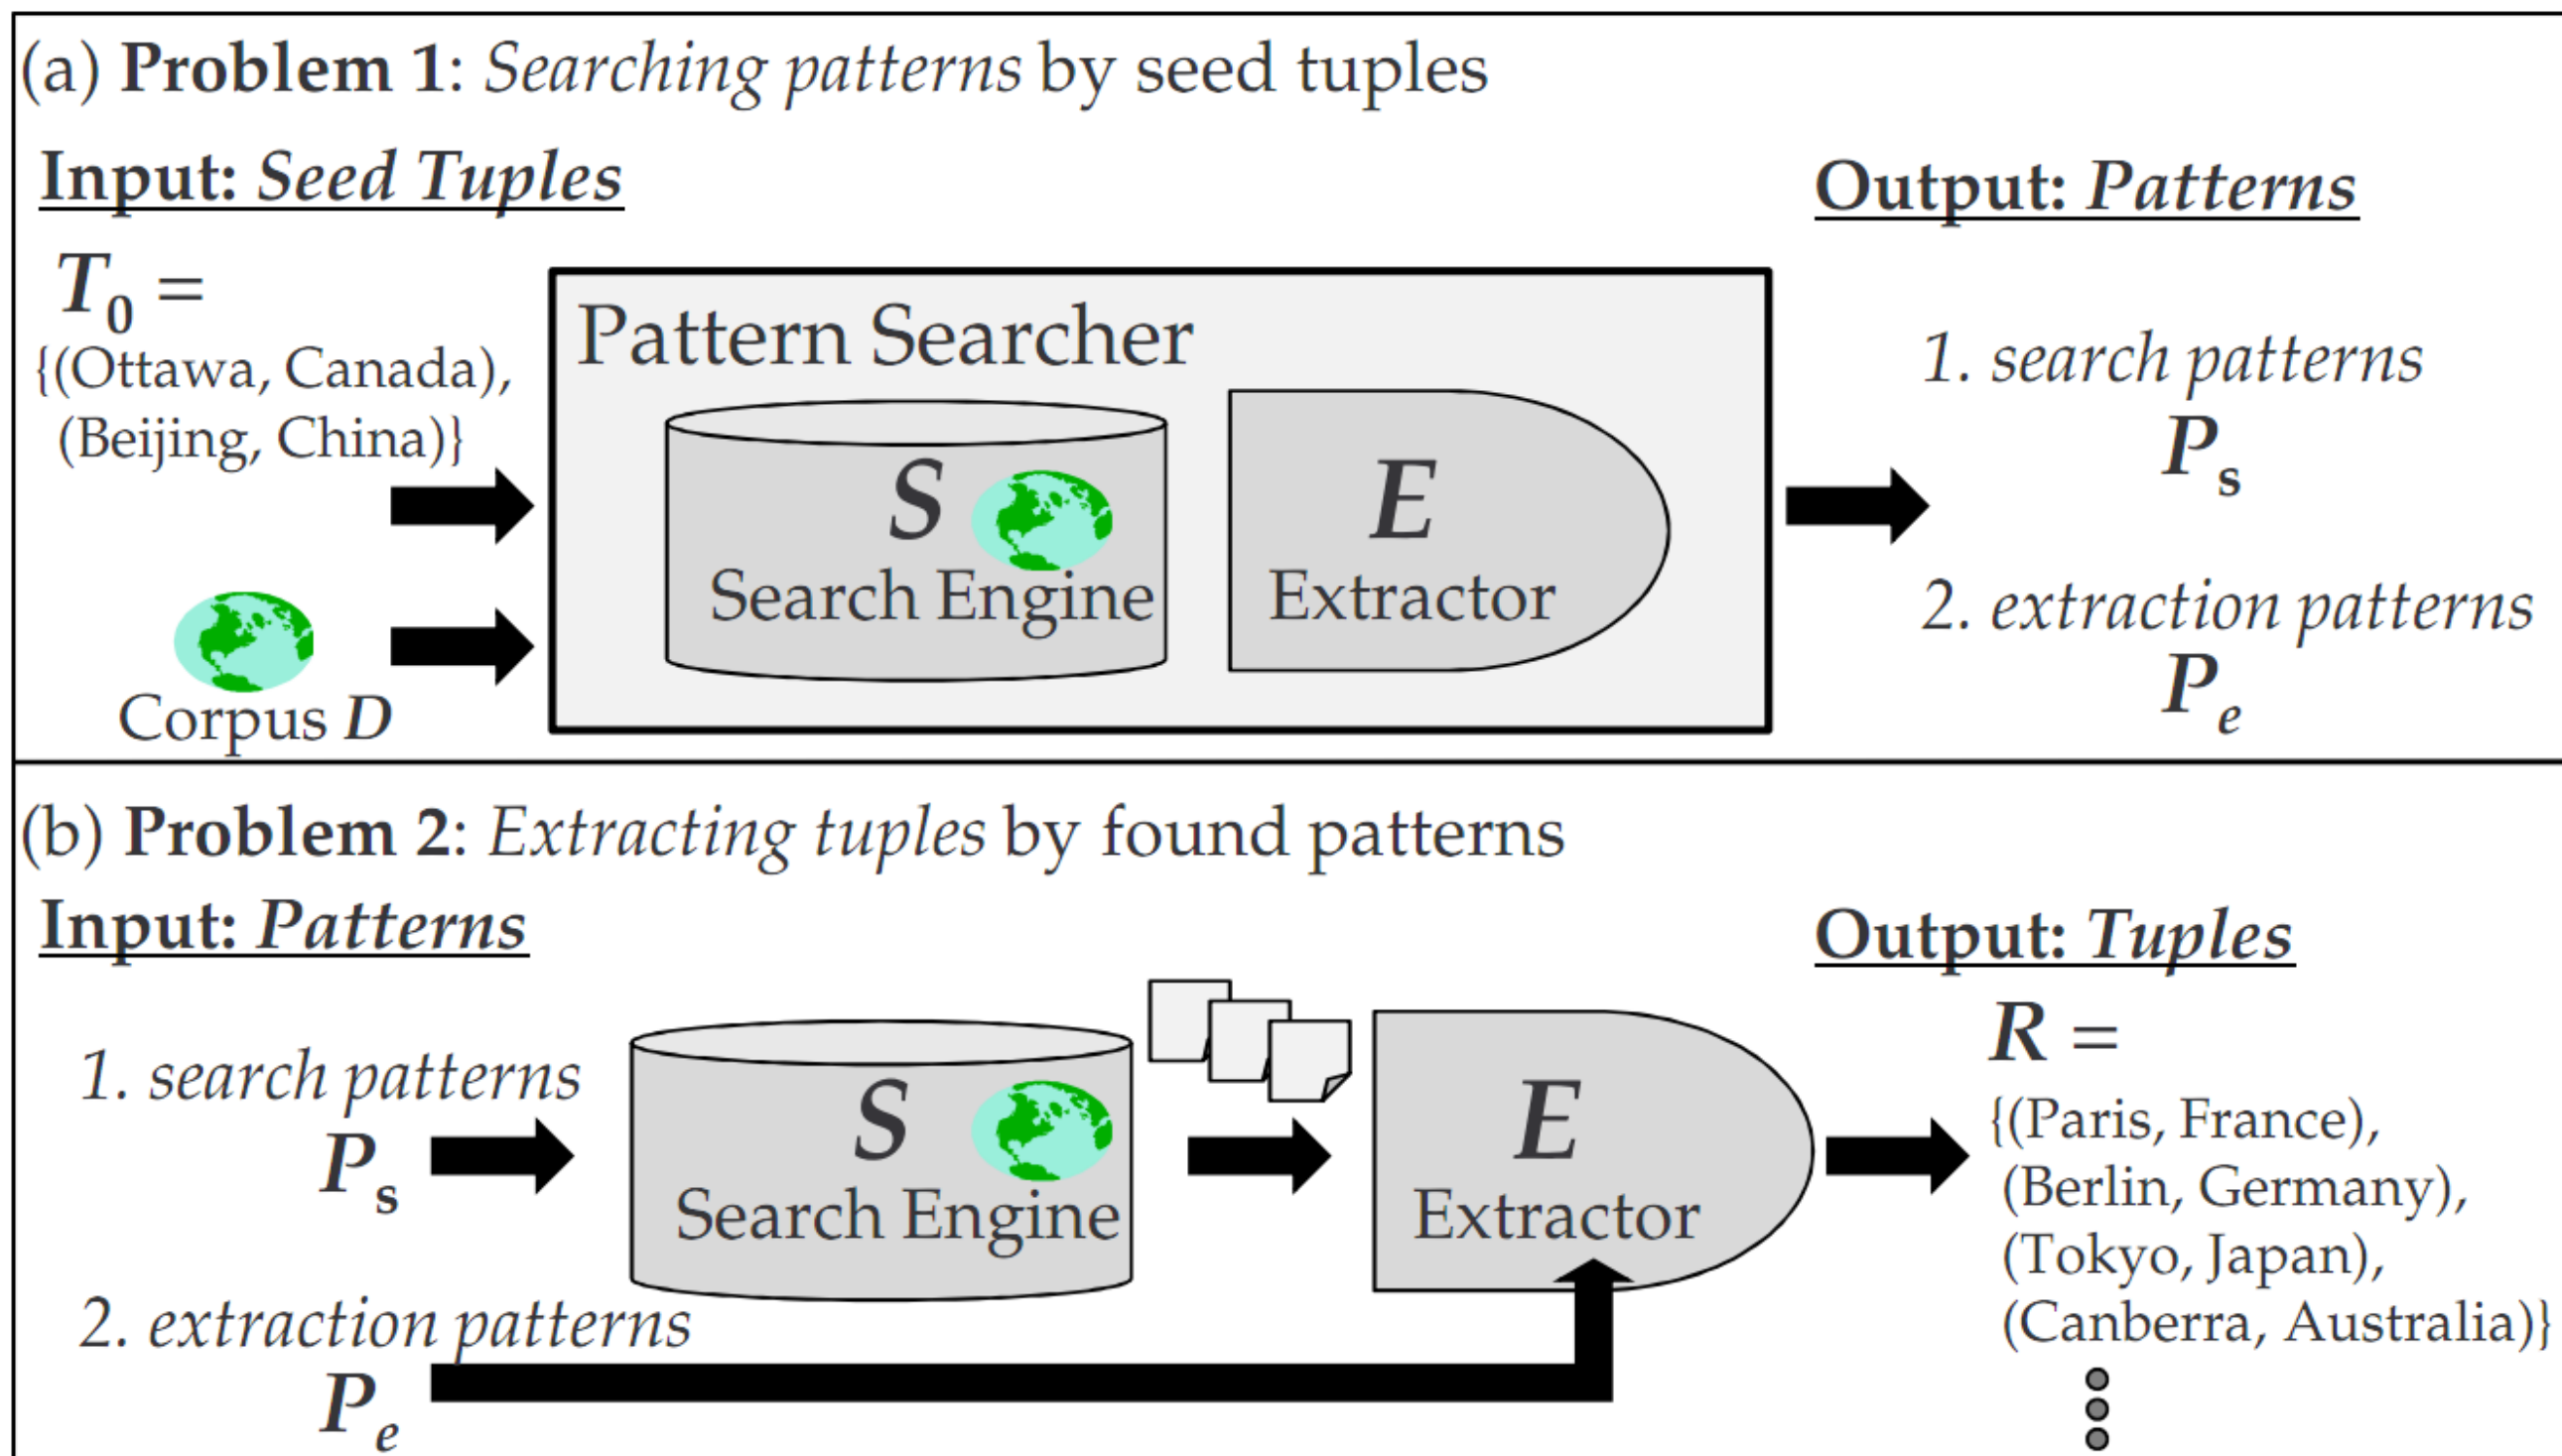 (a) Problem 1: Searching patterns by seed tuples
Input: Seed Tuples
Output: Patterns
T0 =
{(Ottawa, Canada),
(Beijing, China)}
Corpus D
Pattern Searcher
S
Search Engine
E
Extractor
1. search patterns
Ps
2. extraction patterns
Pe
(b) Problem 2: Extracting tuples by found patterns
Input: Patterns
Output: Tuples
1. search patterns
Ps
2. extraction patterns
Pe
S
Search Engine
E
Extractor
R =
{(Paris, France),
(Berlin, Germany),
(Tokyo, Japan),
(Canberra, Australia)}